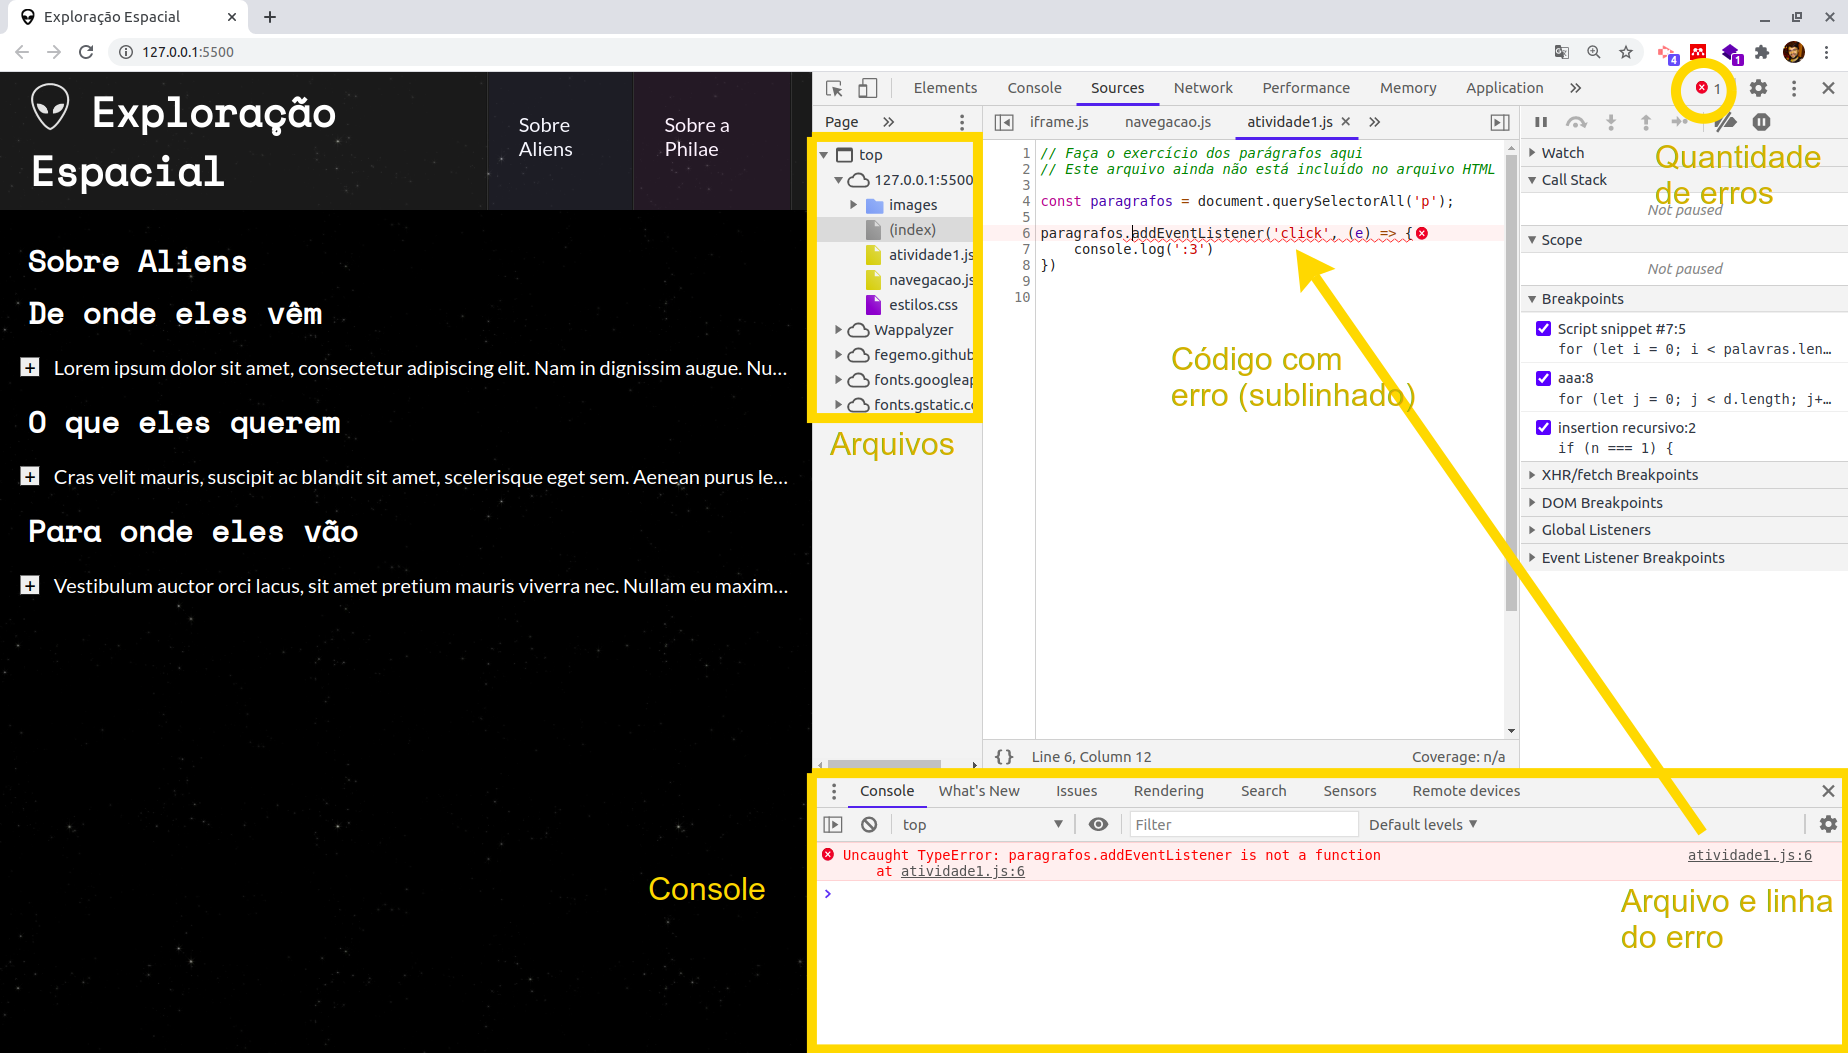 Exploração Espacial
127.0.0.1:5500
4
1
Exploração
Espacial
Sobre
Aliens
Sobre a
Philae
Sobre Aliens
De onde eles vêm
+ Lorem ipsum dolor sit amet, consectetur adipiscing elit. Nam in dignissim augue. Nu...
O que eles querem
+ Cras velit mauris, suscipit ac blandit sit amet, scelerisque eget sem. Aenean purus le...
Para onde eles vão
+ Vestibulum auctor orci lacus, sit amet pretium mauris viverra nec. Nullam eu maxim...
Console
Elements Console Sources Network Performance Memory Application » 1
Page »
top
127.0.0.1:5500
images
(index)
atividade1.js
navegacao.js
estilos.css
Wappalyzer
fegemo.github
fonts.googleap
fonts.gstatic.co
Arquivos
iframe.js navegacao.js atividade1.js »
1 // Faça o exercício dos parágrafos aqui
2 // Este arquivo ainda não está incluído no arquivo HTML
3
4 const paragrafos = document.querySelectorAll('p');
5
6 paragrafos.addEventListener('click', (e) => {
7 console.log(':3')
8 })
9
10
Código com
erro (sublinhado)
{} Line 6, Column 12 Coverage: n/a
Quantidade
de erros
Watch
Call Stack
Not paused
Scope
Not paused
Breakpoints
Script snippet #7:5
for (let i = 0; i < palavras.len...
aaa:8
for (let j = 0; j < d.length; j+...
insertion recursivo:2
if (n === 1) {
XHR/fetch Breakpoints
DOM Breakpoints
Global Listeners
Event Listener Breakpoints
Console What's New Issues Rendering Search Sensors Remote devices
top Filter Default levels
Uncaught TypeError: paragrafos.addEventListener is not a function atividade1.js:6
at atividade1.js:6
>
Arquivo e linha
do erro